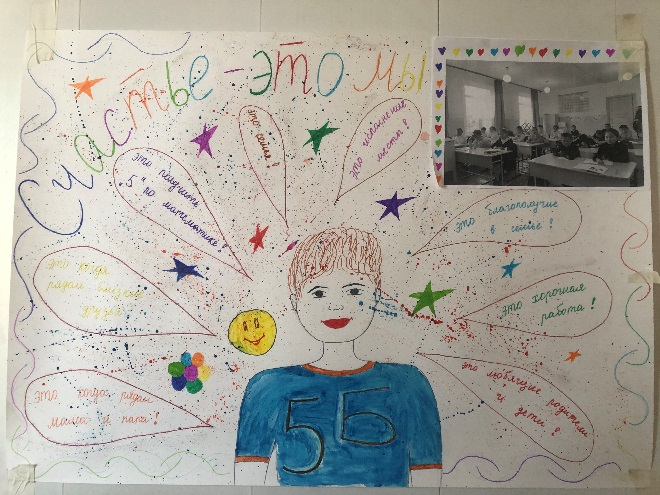 Счастье - это мы
это семья!
это исполнение
мечты!
это получить
"5" по
математике!
это благополучие
в семье!
это когда
рядом близкие
друзья
это хорошая
работа!
это когда рядом
мама и папа!
это любящие родители
и дети!
5Б